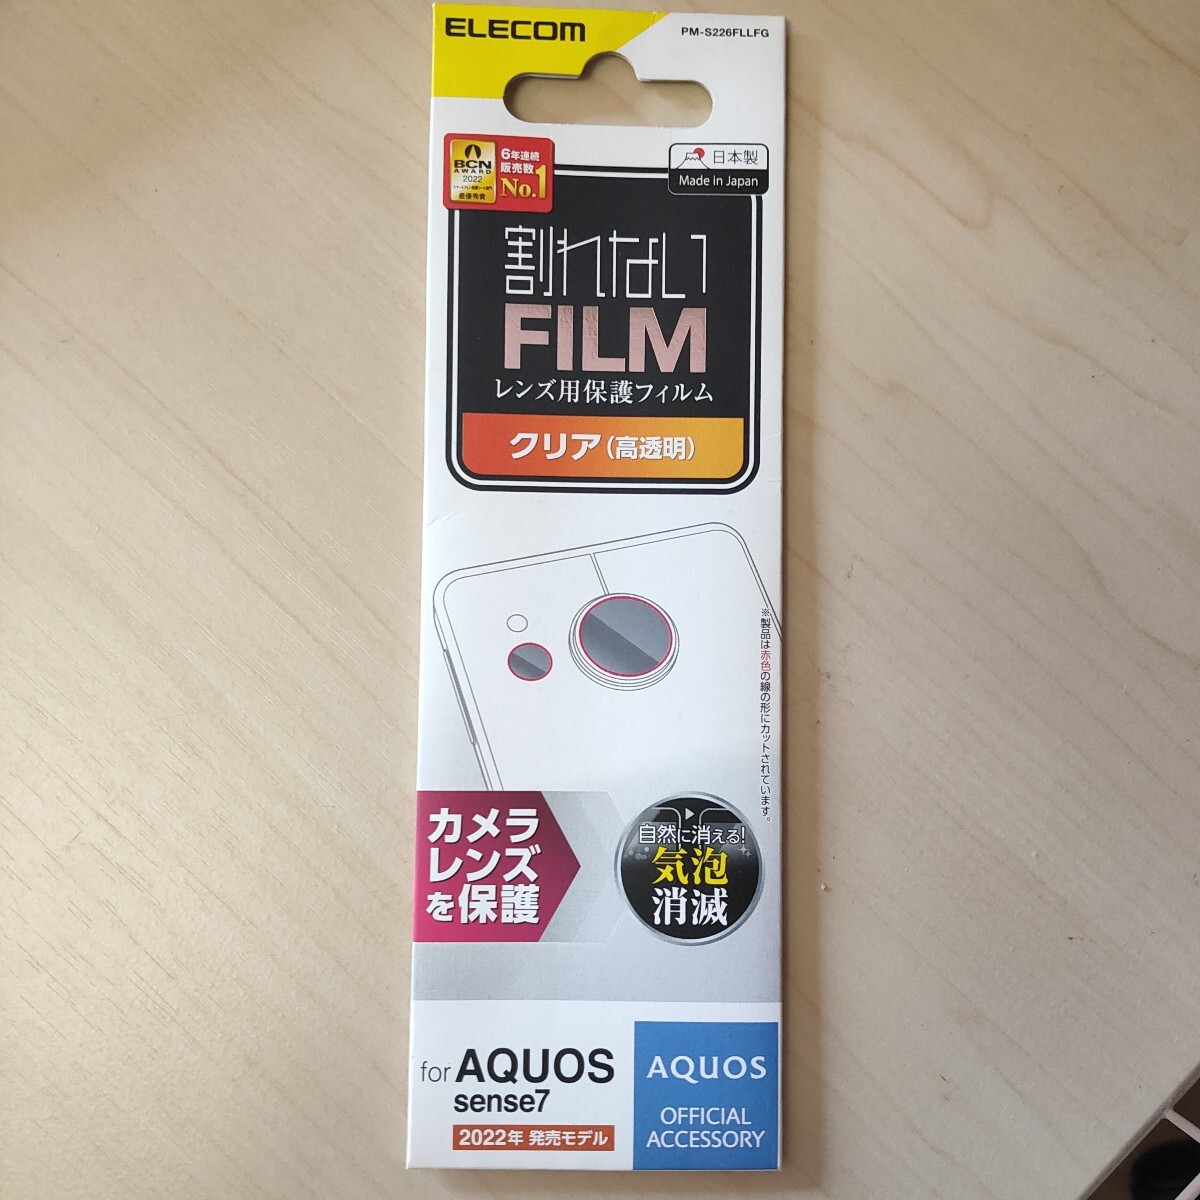 ELECOM
PM-S226FLLFG
BCN
AWARD
2022
最優秀賞
6年連続
販売数
No.1
日本製
Made in Japan
割れない
FILM
レンズ用保護フィルム
クリア(高透明)
※製品は赤色の線の形にカットされています。
カメラ
レンズ
を保護
自然に消える!
気泡
消滅
for AQUOS
sense7
2022年 発売モデル
AQUOS
OFFICIAL
ACCESSORY